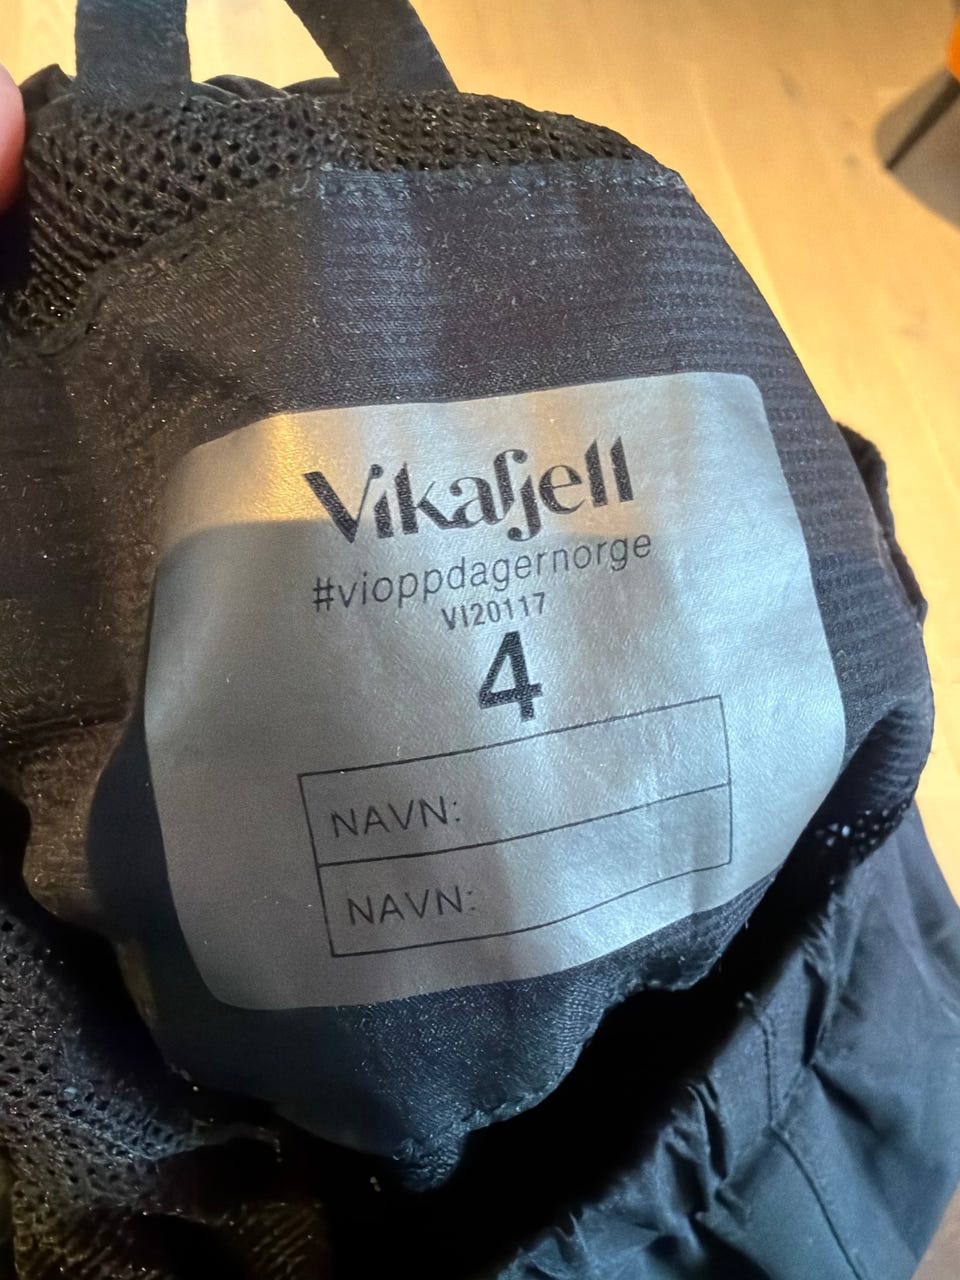 Vikafjell
#vioppdagernorge
VI20117
4
NAVN:
NAVN: